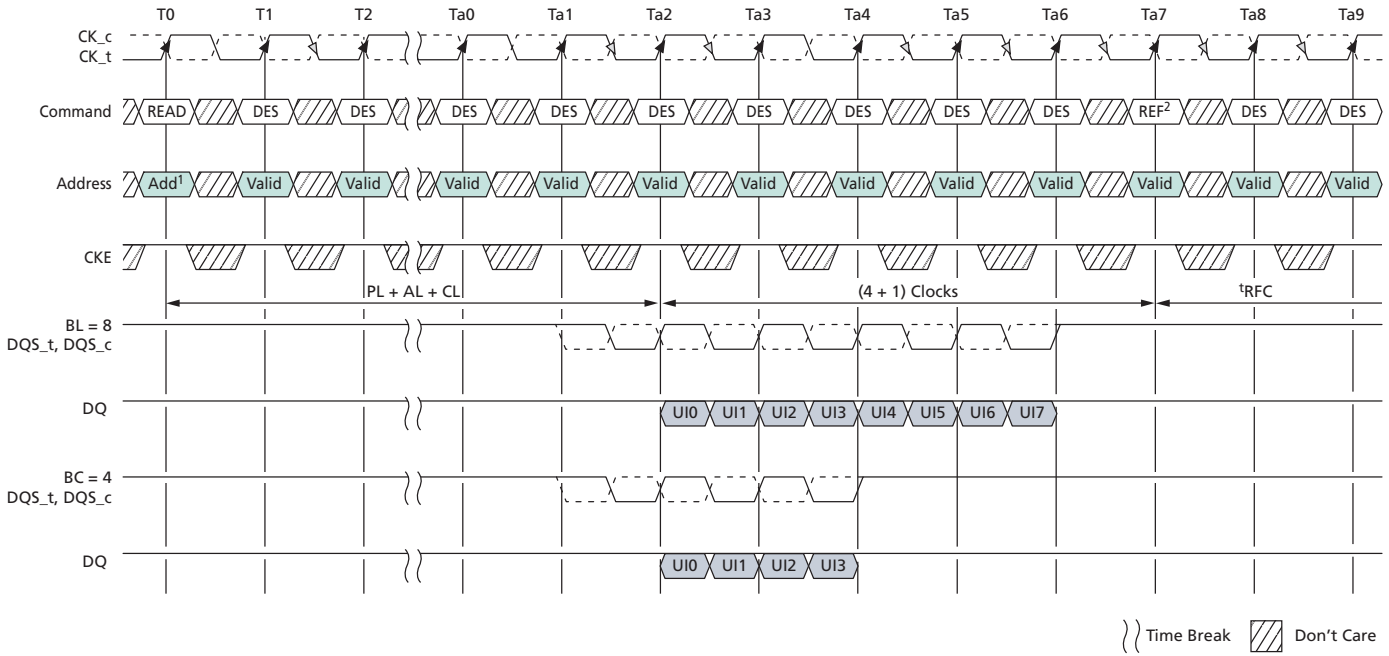 T0 T1 T2 Ta0 Ta1 Ta2 Ta3 Ta4 Ta5 Ta6 Ta7 Ta8 Ta9
CK_c
CK_t
Command READ DES DES DES DES DES DES DES DES DES REF2 DES DES
Address Add1 Valid Valid Valid Valid Valid Valid Valid Valid Valid Valid Valid Valid
CKE
PL + AL + CL (4 + 1) Clocks tRFC
BL = 8
DQS_t, DQS_c
DQ UI0 UI1 UI2 UI3 UI4 UI5 UI6 UI7
BC = 4
DQS_t, DQS_c
DQ UI0 UI1 UI2 UI3
Time Break Don't Care